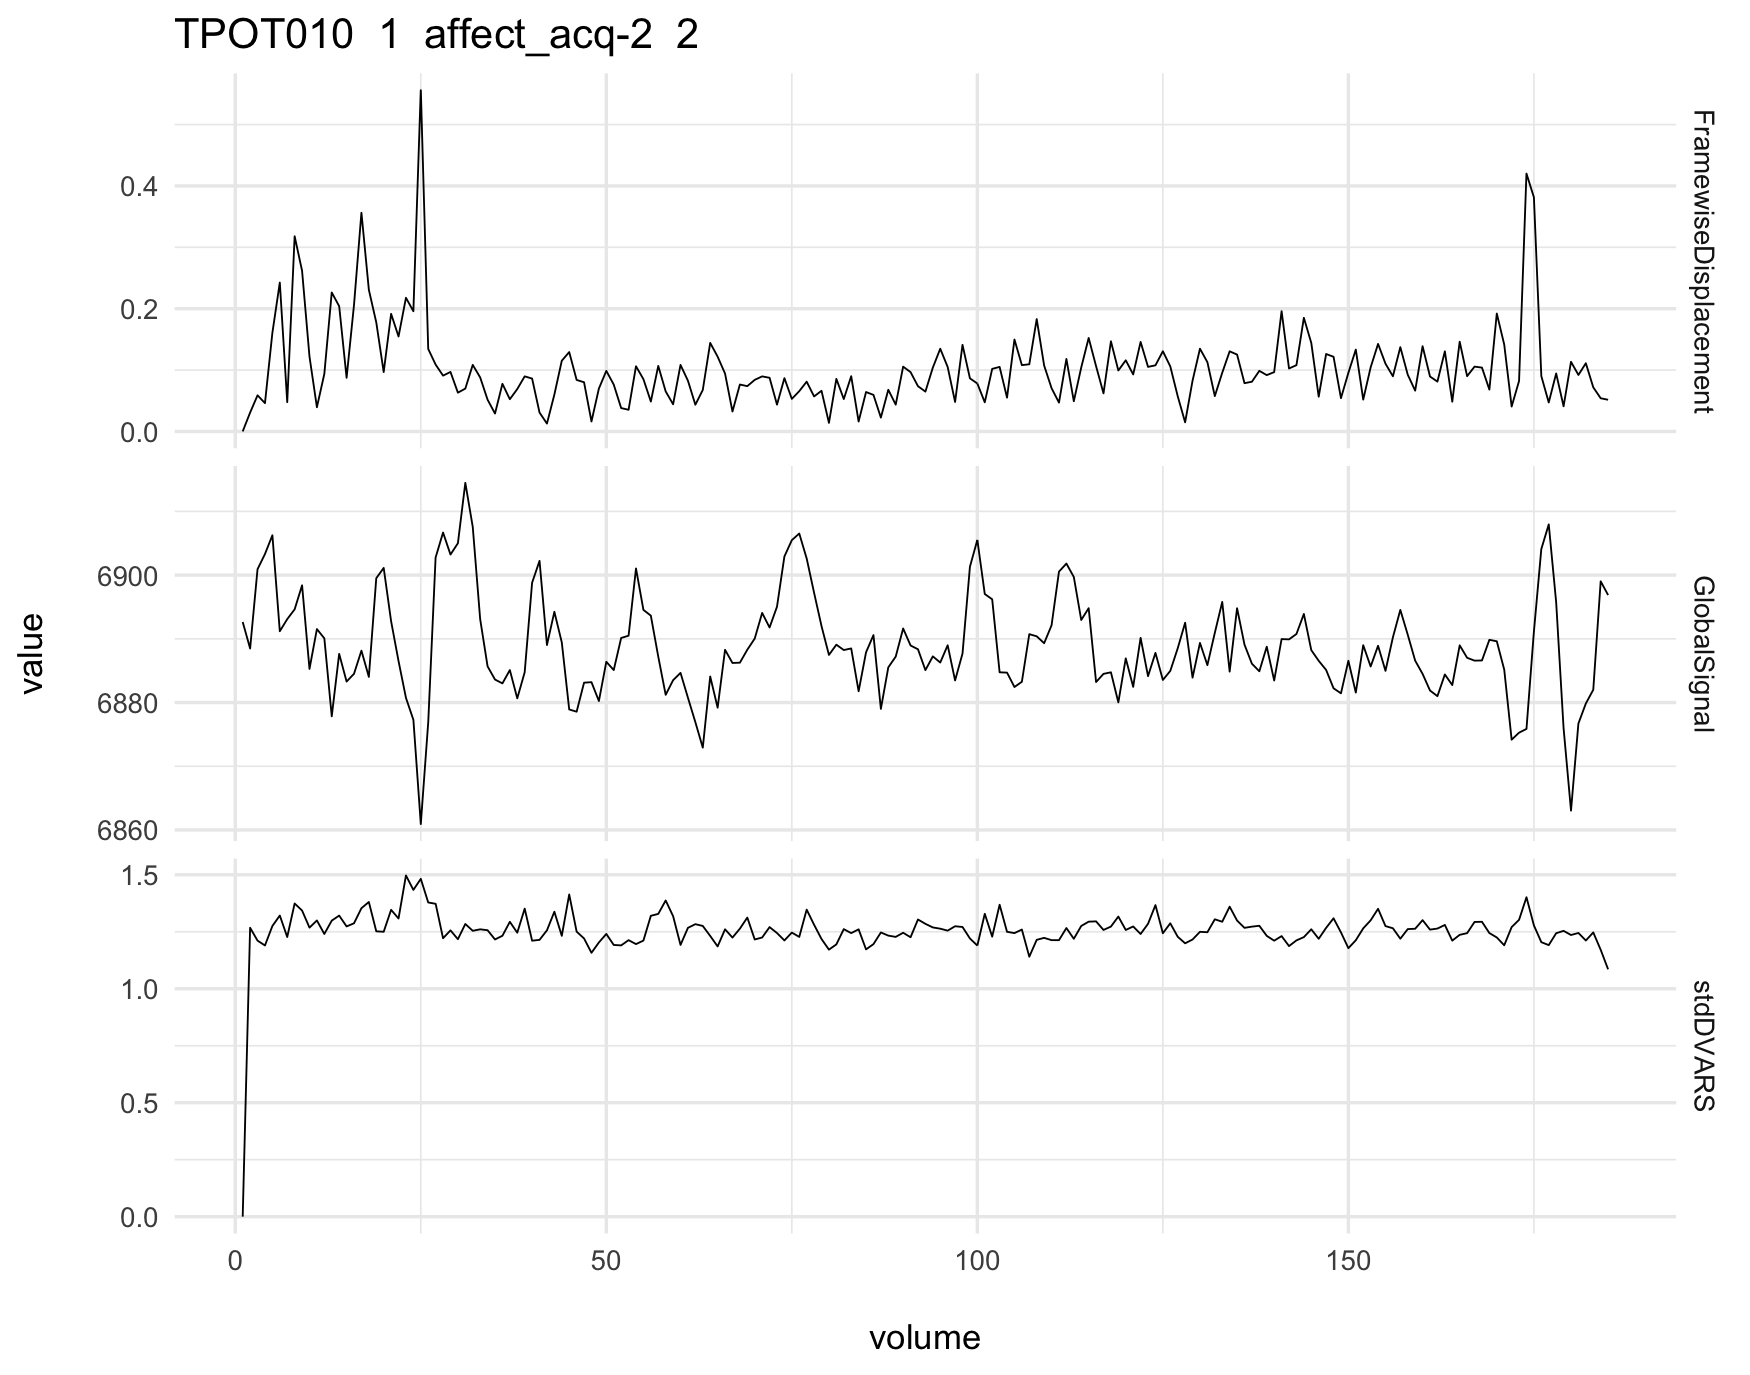 TPOT010  1  affect_acq-2  2
value
0.4
0.2
0.0
FramewiseDisplacement
6900
6880
6860
GlobalSignal
1.5
1.0
0.5
0.0
stdDVARS
0 50 100 150
volume